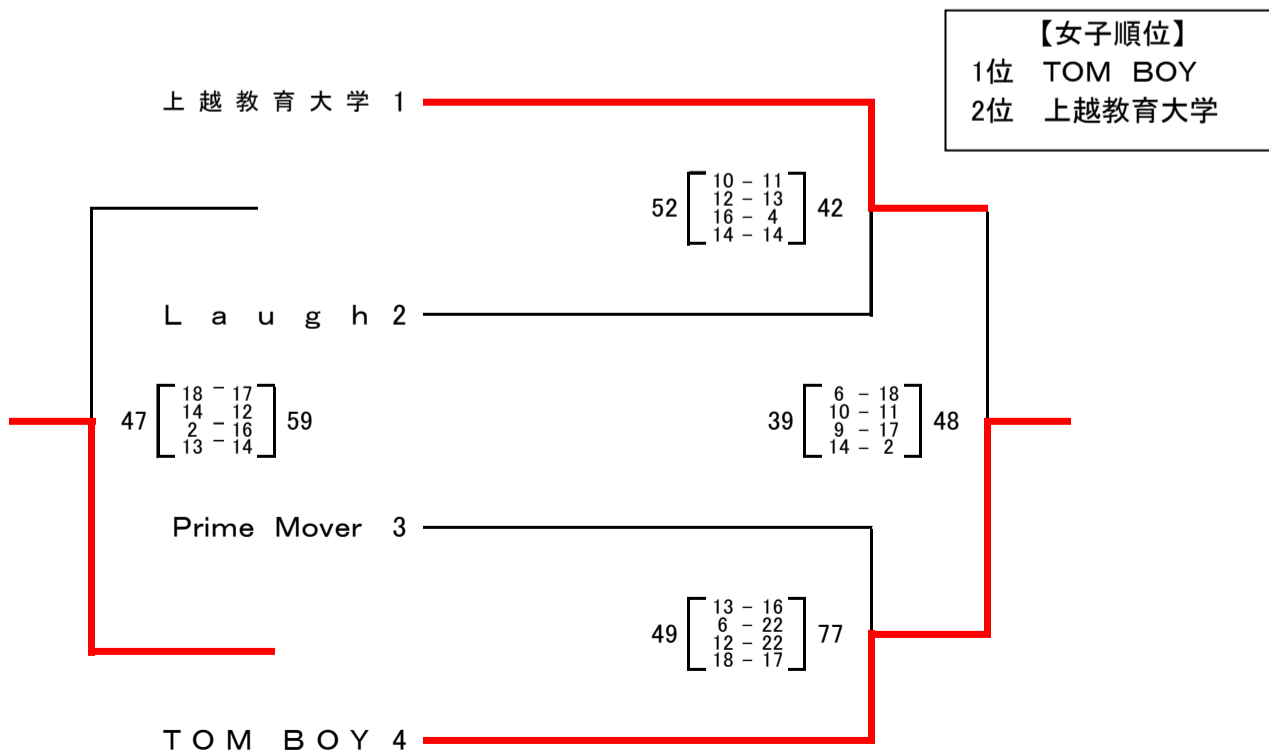 【女子順位】
1位 TOM BOY
2位 上越教育大学
上越教育大学 1
52 10 - 11 42
12 - 13
16 - 4
14 - 14
Laugh 2
47 18 - 17 59
14 - 12
2 - 16
13 - 14
39 6 - 18 48
10 - 11
9 - 17
14 - 2
Prime Mover 3
49 13 - 16 77
6 - 22
12 - 22
18 - 17
TOM BOY 4